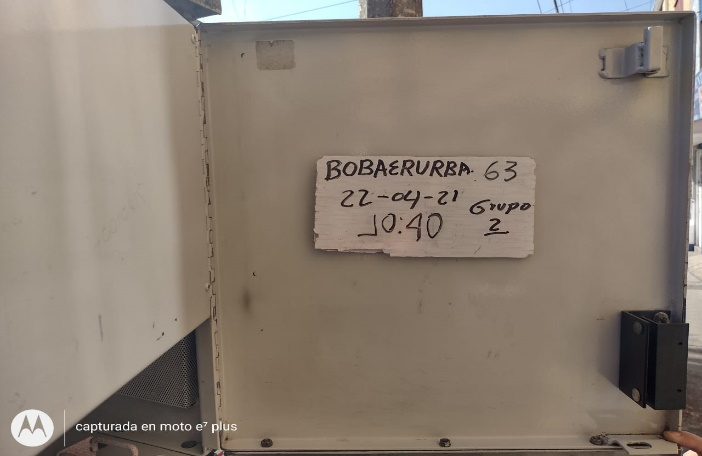 BOBAERURBA. 63
22-04-21
Grupo
10:40
2
capturada en moto e⁷ plus